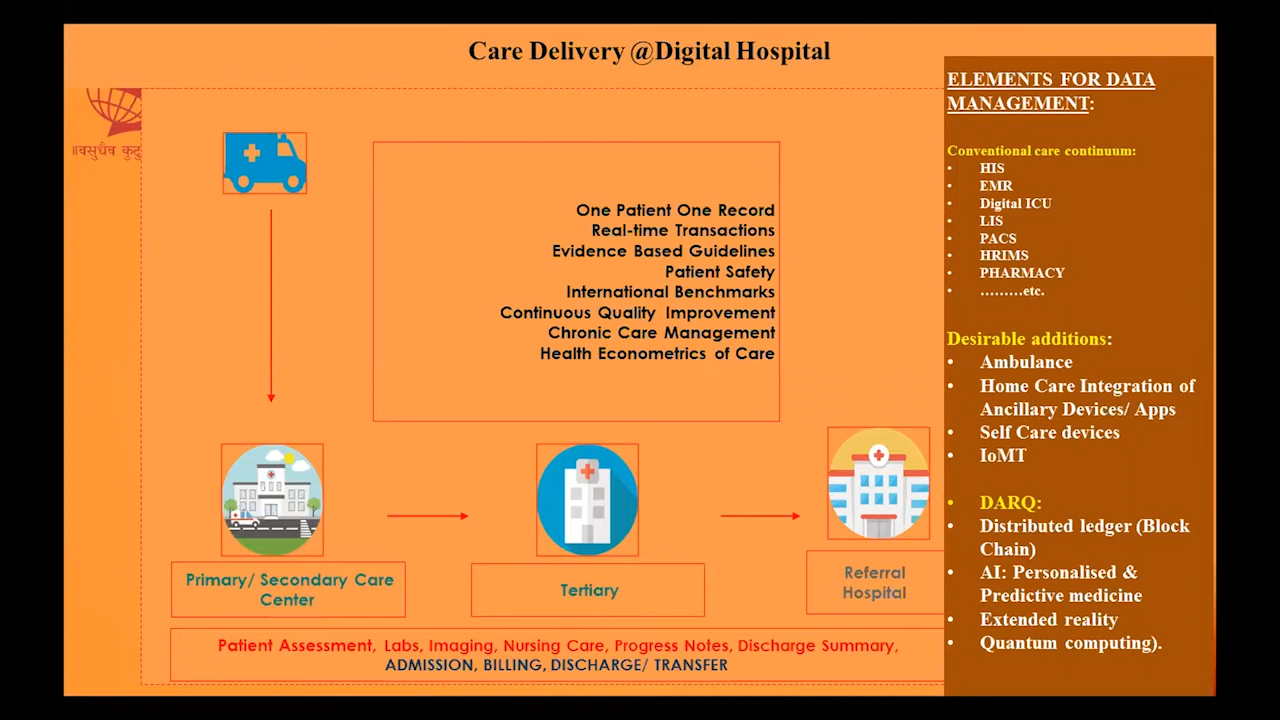 Care Delivery @Digital Hospital
॥वसुधैव कुटु
One Patient One Record
Real-time Transactions
Evidence Based Guidelines
Patient Safety
International Benchmarks
Continuous Quality Improvement
Chronic Care Management
Health Econometrics of Care
Primary/ Secondary Care
Center
Tertiary
Referral
Hospital
Patient Assessment, Labs, Imaging, Nursing Care, Progress Notes, Discharge Summary,
ADMISSION, BILLING, DISCHARGE/ TRANSFER
ELEMENTS FOR DATA
MANAGEMENT:
Conventional care continuum:
• HIS
• EMR
• Digital ICU
• LIS
• PACS
• HRIMS
• PHARMACY
• ………etc.
Desirable additions:
• Ambulance
• Home Care Integration of
Ancillary Devices/ Apps
• Self Care devices
• IoMT
• DARQ:
• Distributed ledger (Block
Chain)
• AI: Personalised &
Predictive medicine
• Extended reality
• Quantum computing).